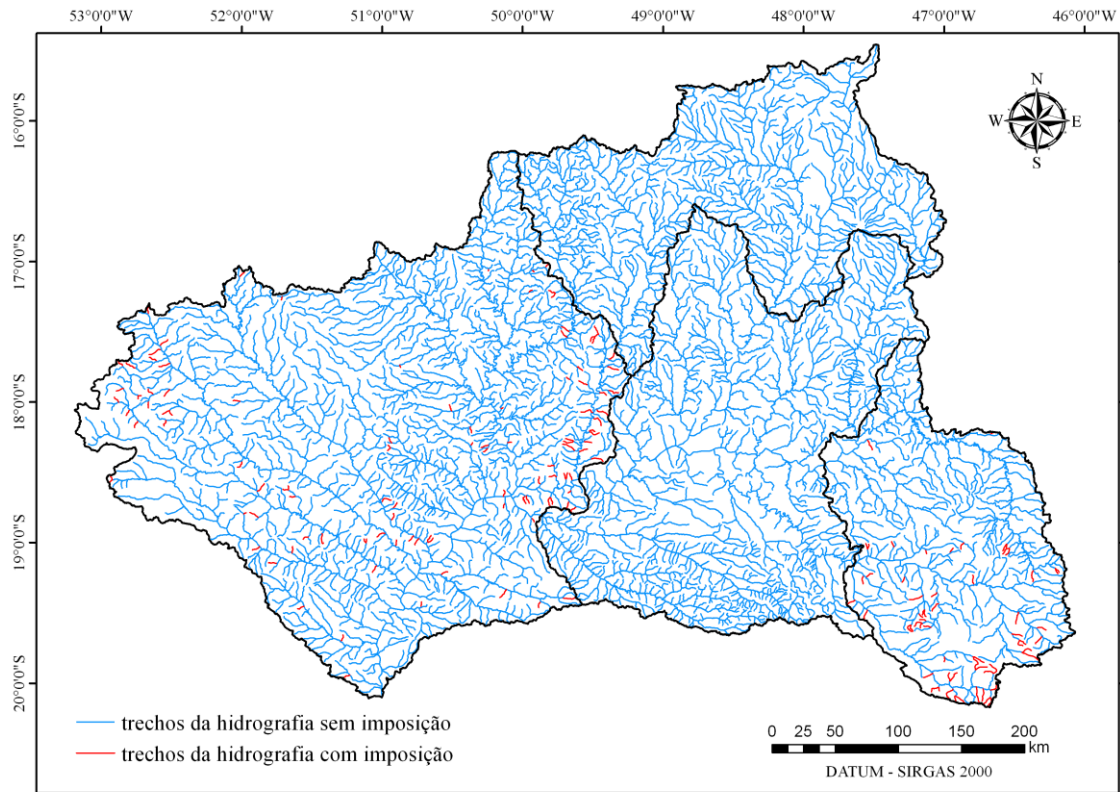 53°0'0"W 52°0'0"W 51°0'0"W 50°0'0"W 49°0'0"W 48°0'0"W 47°0'0"W 46°0'0"W
16°0'0"S
17°0'0"S
18°0'0"S
19°0'0"S
20°0'0"S
N
W E
S
trechos da hidrografia sem imposição
trechos da hidrografia com imposição
0 25 50 100 150 200
km
DATUM - SIRGAS 2000